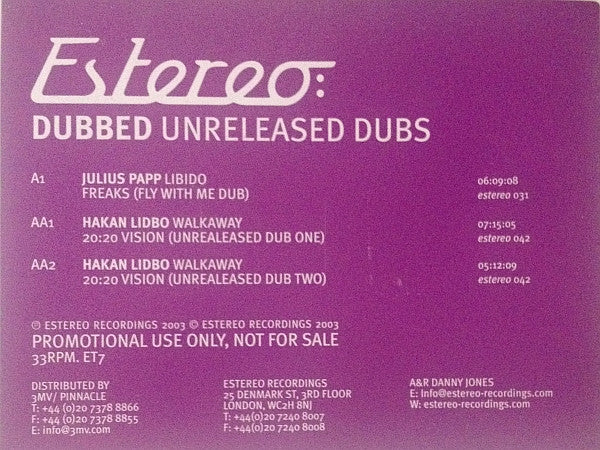 Estereo:
DUBBED UNRELEASED DUBS
A1 JULIUS PAPP LIBIDO 06:09:08
FREAKS (FLY WITH ME DUB) estereo 031
AA1 HAKAN LIDBO WALKAWAY 07:15:05
20:20 VISION (UNREALEASED DUB ONE) estereo 042
AA2 HAKAN LIDBO WALKAWAY 05:12:09
20:20 VISION (UNREALEASED DUB TWO) estereo 042
℗ ESTEREO RECORDINGS 2003 © ESTEREO RECORDINGS 2003
PROMOTIONAL USE ONLY, NOT FOR SALE
33RPM. ET7
DISTRIBUTED BY
3MV/ PINNACLE
T: +44 (0)20 7378 8866
F: +44 (0)20 7378 8855
E: info@3mv.com
ESTEREO RECORDINGS
25 DENMARK ST, 3RD FLOOR
LONDON, WC2H 8NJ
T: +44(0)20 7240 8007
F: +44(0)20 7240 8008
A&R DANNY JONES
E: Info@estereo-recordings.com
W: estereo-recordings.com